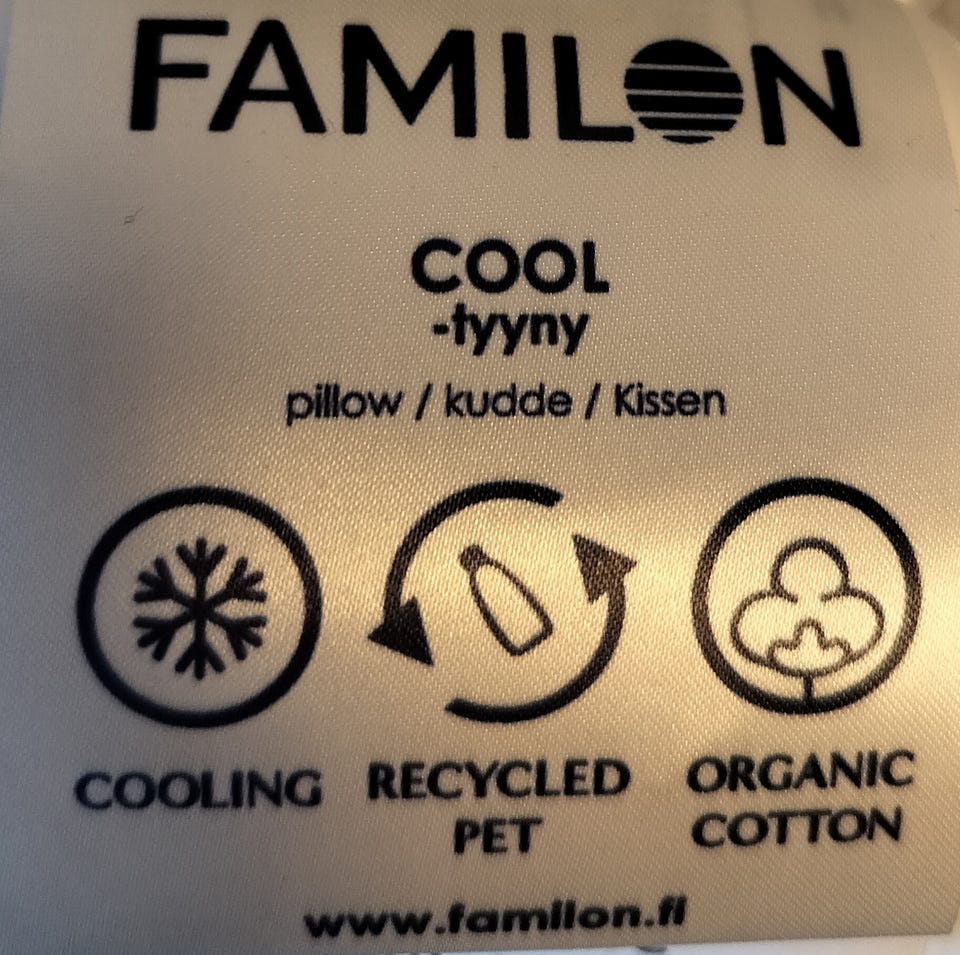 FAMILON
COOL
-tyyny
pillow / kudde / Kissen
COOLING
RECYCLED
PET
ORGANIC
COTTON
www.familon.fi